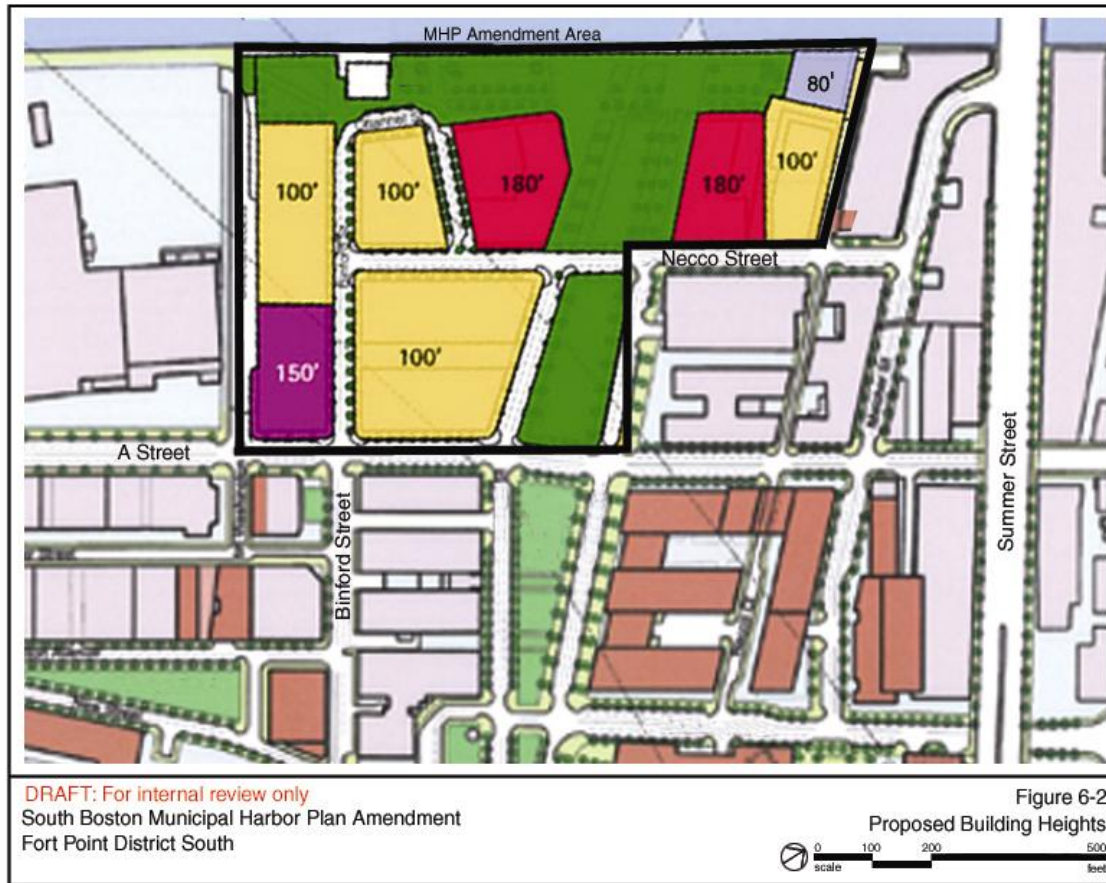 MHP Amendment Area
80'
100'
100'
180'
180'
100'
Necco Street
150'
100'
A Street
Binford Street
Summer Street
DRAFT: For internal review only
South Boston Municipal Harbor Plan Amendment
Fort Point District South
Figure 6-2
Proposed Building Heights
0 100 200 500
scale feet